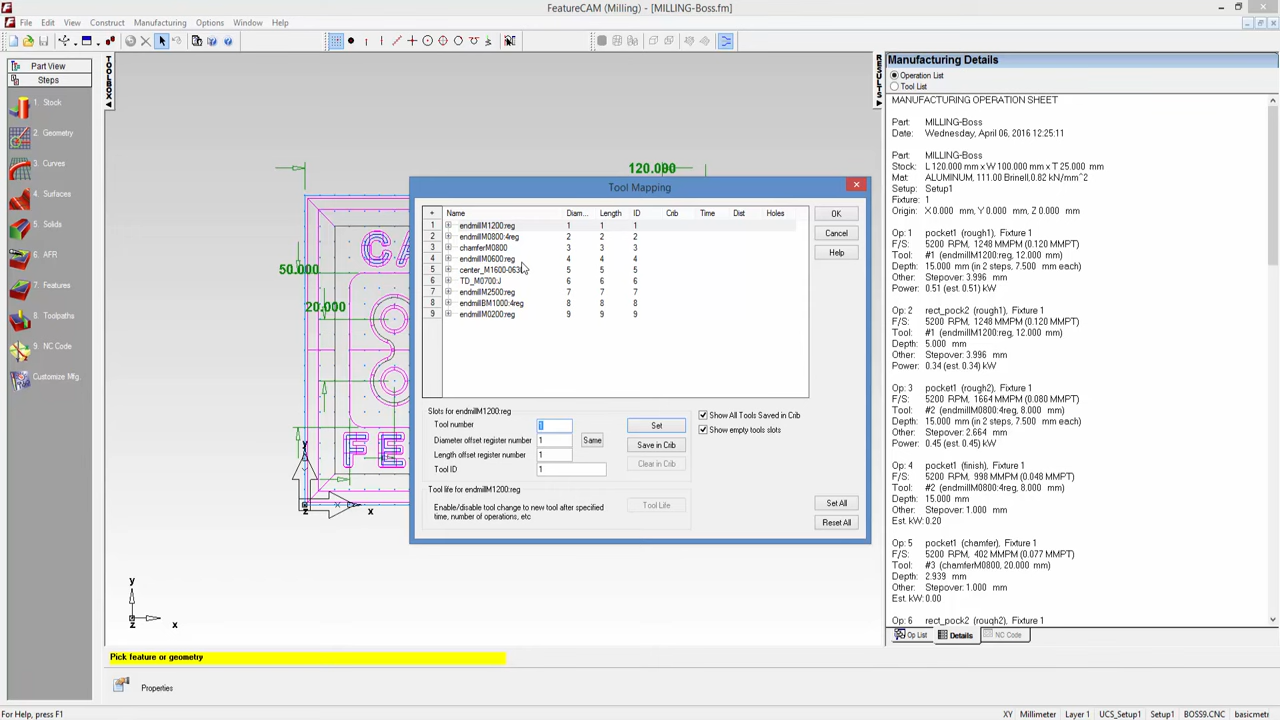 FeatureCAM (Milling) - [MILLING-Boss.fm]
File Edit View Construct Manufacturing Options Window Help
Part View
Steps
1. Stock
2. Geometry
3. Curves
4. Surfaces
5. Solids
6. AFR
7. Features
8. Toolpaths
9. NC Code
Customize Mfg.
TOOLBOX
RESULTS
120.000
50.000
20.000
CA
FE
y
x
z
y
x
z
Tool Mapping
Name Diam... Length ID Crib Time Dist Holes
1 endmillM1200:reg 1 1 1
2 endmillM0800:4reg 2 2 2
3 chamferM0800 3 3 3
4 endmillM0600:reg 4 4 4
5 center_M1600-0630 5 5 5
6 TD_M0700:J 6 6 6
7 endmillM2500:reg 7 7 7
8 endmillBM1000:4reg 8 8 8
9 endmillM0200:reg 9 9 9
OK
Cancel
Help
Slots for endmillM1200:reg
Tool number 1 Set
Diameter offset register number 1 Same Save in Crib
Length offset register number 1
Tool ID 1 Clear in Crib
Show All Tools Saved in Crib
Show empty tools slots
Tool life for endmillM1200:reg
Enable/disable tool change to new tool after specified
time, number of operations, etc
Tool Life
Set All
Reset All
Manufacturing Details
Operation List
Tool List
MANUFACTURING OPERATION SHEET
Part: MILLING-Boss
Date: Wednesday, April 06, 2016 12:25:11
Part: MILLING-Boss
Stock: L 120.000 mm x W 100.000 mm x T 25.000 mm
Mat: ALUMINUM, 111.00 Brinell,0.82 kN/mm^2
Setup: Setup1
Fixture: 1
Origin: X 0.000 mm, Y 0.000 mm, Z 0.000 mm
Op: 1 pocket1 (rough1), Fixture 1
F/S: 5200 RPM, 1248 MMPM (0.120 MMPT)
Tool: #1 (endmillM1200:reg, 12.000 mm)
Depth: 15.000 mm (in 2 steps, 7.500 mm each)
Other: Stepover: 3.996 mm
Power: 0.51 (est. 0.51) kW
Op: 2 rect_pock2 (rough1), Fixture 1
F/S: 5200 RPM, 1248 MMPM (0.120 MMPT)
Tool: #1 (endmillM1200:reg, 12.000 mm)
Depth: 5.000 mm
Other: Stepover: 3.996 mm
Power: 0.34 (est. 0.34) kW
Op: 3 pocket1 (rough2), Fixture 1
F/S: 5200 RPM, 1664 MMPM (0.080 MMPT)
Tool: #2 (endmillM0800:4reg, 8.000 mm)
Depth: 15.000 mm (in 2 steps, 7.500 mm each)
Other: Stepover: 2.664 mm
Power: 0.45 (est. 0.45) kW
Op: 4 pocket1 (finish), Fixture 1
F/S: 5200 RPM, 998 MMPM (0.048 MMPT)
Tool: #2 (endmillM0800:4reg, 8.000 mm)
Depth: 15.000 mm
Other: Stepover: 1.000 mm
Est. kW: 0.20
Op: 5 pocket1 (chamfer), Fixture 1
F/S: 5200 RPM, 402 MMPM (0.077 MMPT)
Tool: #3 (chamferM0800, 20.000 mm)
Depth: 2.939 mm
Other: Stepover: 1.000 mm
Est. kW: 0.00
Op: 6 rect_pock2 (rough2), Fixture 1
Op List Details NC Code
Pick feature or geometry
Properties
For Help, press F1
XY Millimeter Layer 1 UCS_Setup1 Setup1 BOSS9.CNC basicmetri